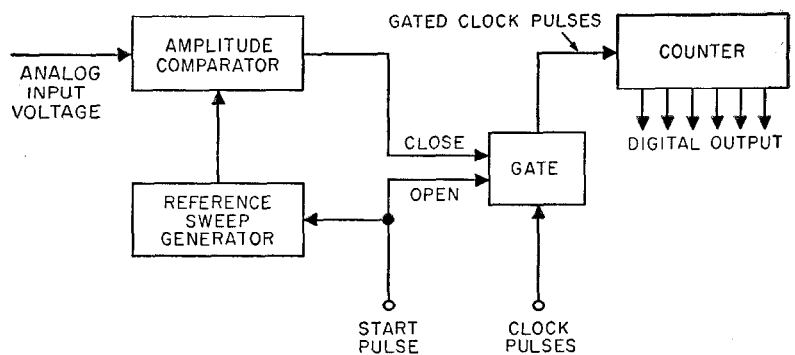 GATED CLOCK PULSES
AMPLITUDE
COMPARATOR
COUNTER
ANALOG
INPUT
VOLTAGE
DIGITAL OUTPUT
CLOSE
GATE
OPEN
REFERENCE
SWEEP
GENERATOR
START
PULSE
CLOCK
PULSES